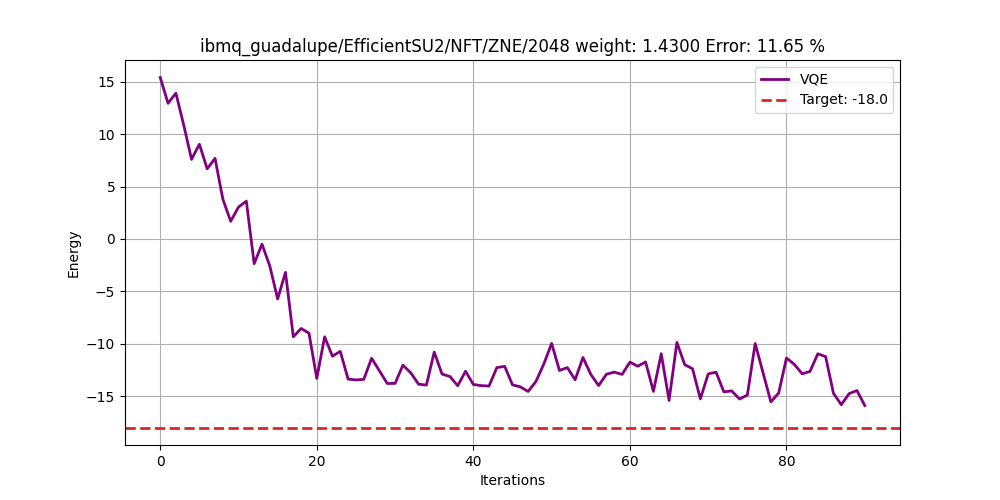 ibmq_guadalupe/EfficientSU2/NFT/ZNE/2048 weight: 1.4300 Error: 11.65 %
VQE
Target: -18.0
Energy
15
10
5
0
−5
−10
−15
0 20 40 60 80
Iterations